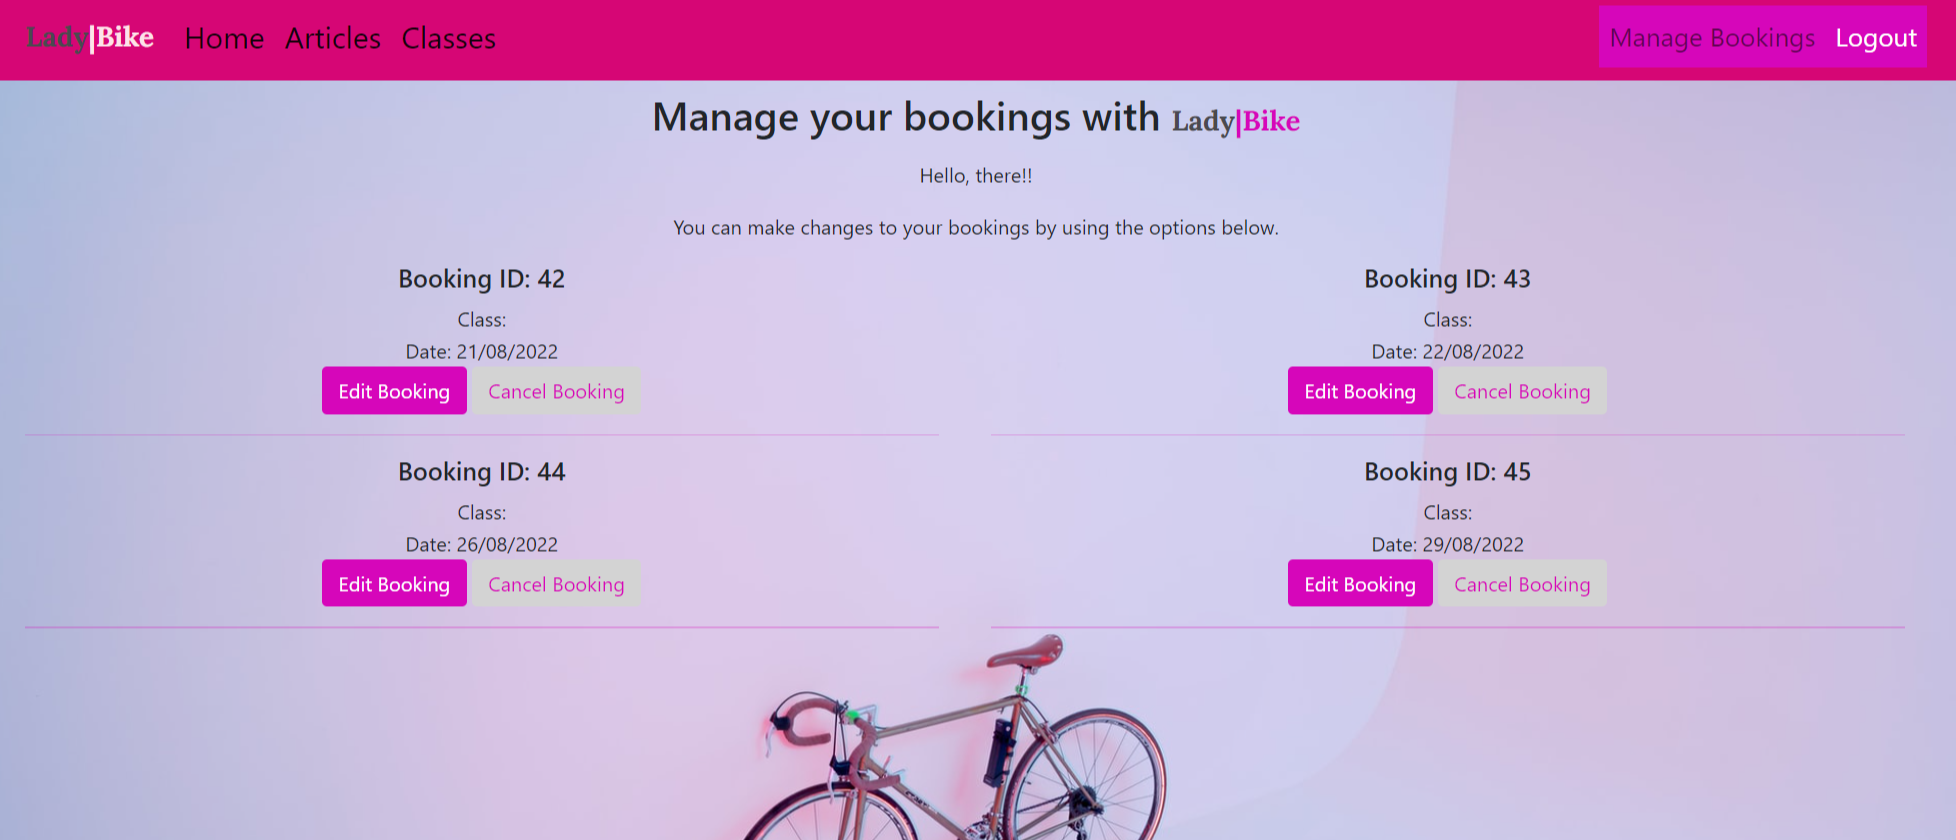 Lady|Bike Home Articles Classes Manage Bookings Logout
Manage your bookings with Lady|Bike
Hello, there!!
You can make changes to your bookings by using the options below.
Booking ID: 42
Class:
Date: 21/08/2022
Edit Booking Cancel Booking
Booking ID: 43
Class:
Date: 22/08/2022
Edit Booking Cancel Booking
Booking ID: 44
Class:
Date: 26/08/2022
Edit Booking Cancel Booking
Booking ID: 45
Class:
Date: 29/08/2022
Edit Booking Cancel Booking